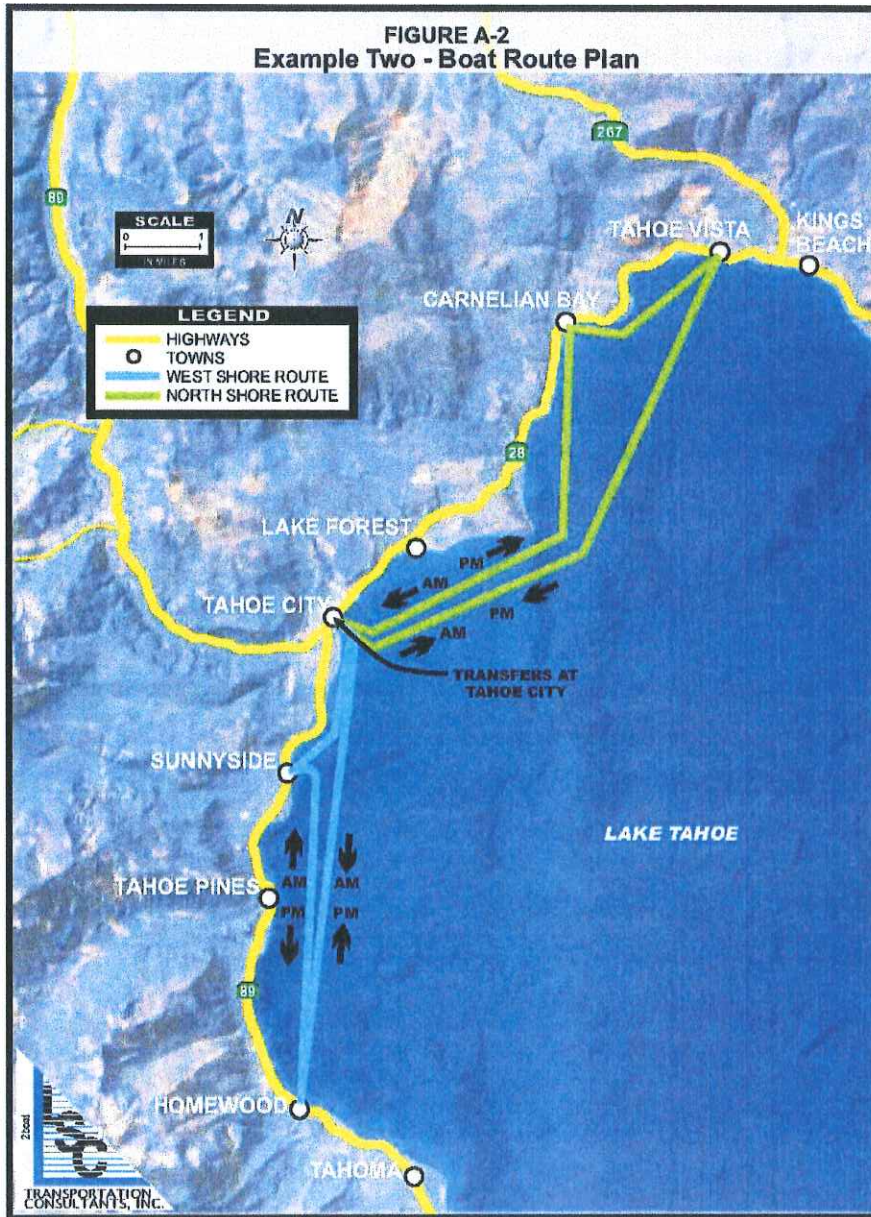 FIGURE A-2
Example Two - Boat Route Plan
267
89
SCALE
0 1
IN MILES
N
TAHOE VISTA
KINGS
BEACH
CARNELIAN BAY
LEGEND
HIGHWAYS
TOWNS
WEST SHORE ROUTE
NORTH SHORE ROUTE
28
LAKE FOREST
PM
AM
TAHOE CITY
PM
AM
TRANSFERS AT
TAHOE CITY
SUNNYSIDE
LAKE TAHOE
TAHOE PINES
AM AM
PM PM
89
HOMEWOOD
TAHOMA
2boat
LSC
TRANSPORTATION
CONSULTANTS, INC.